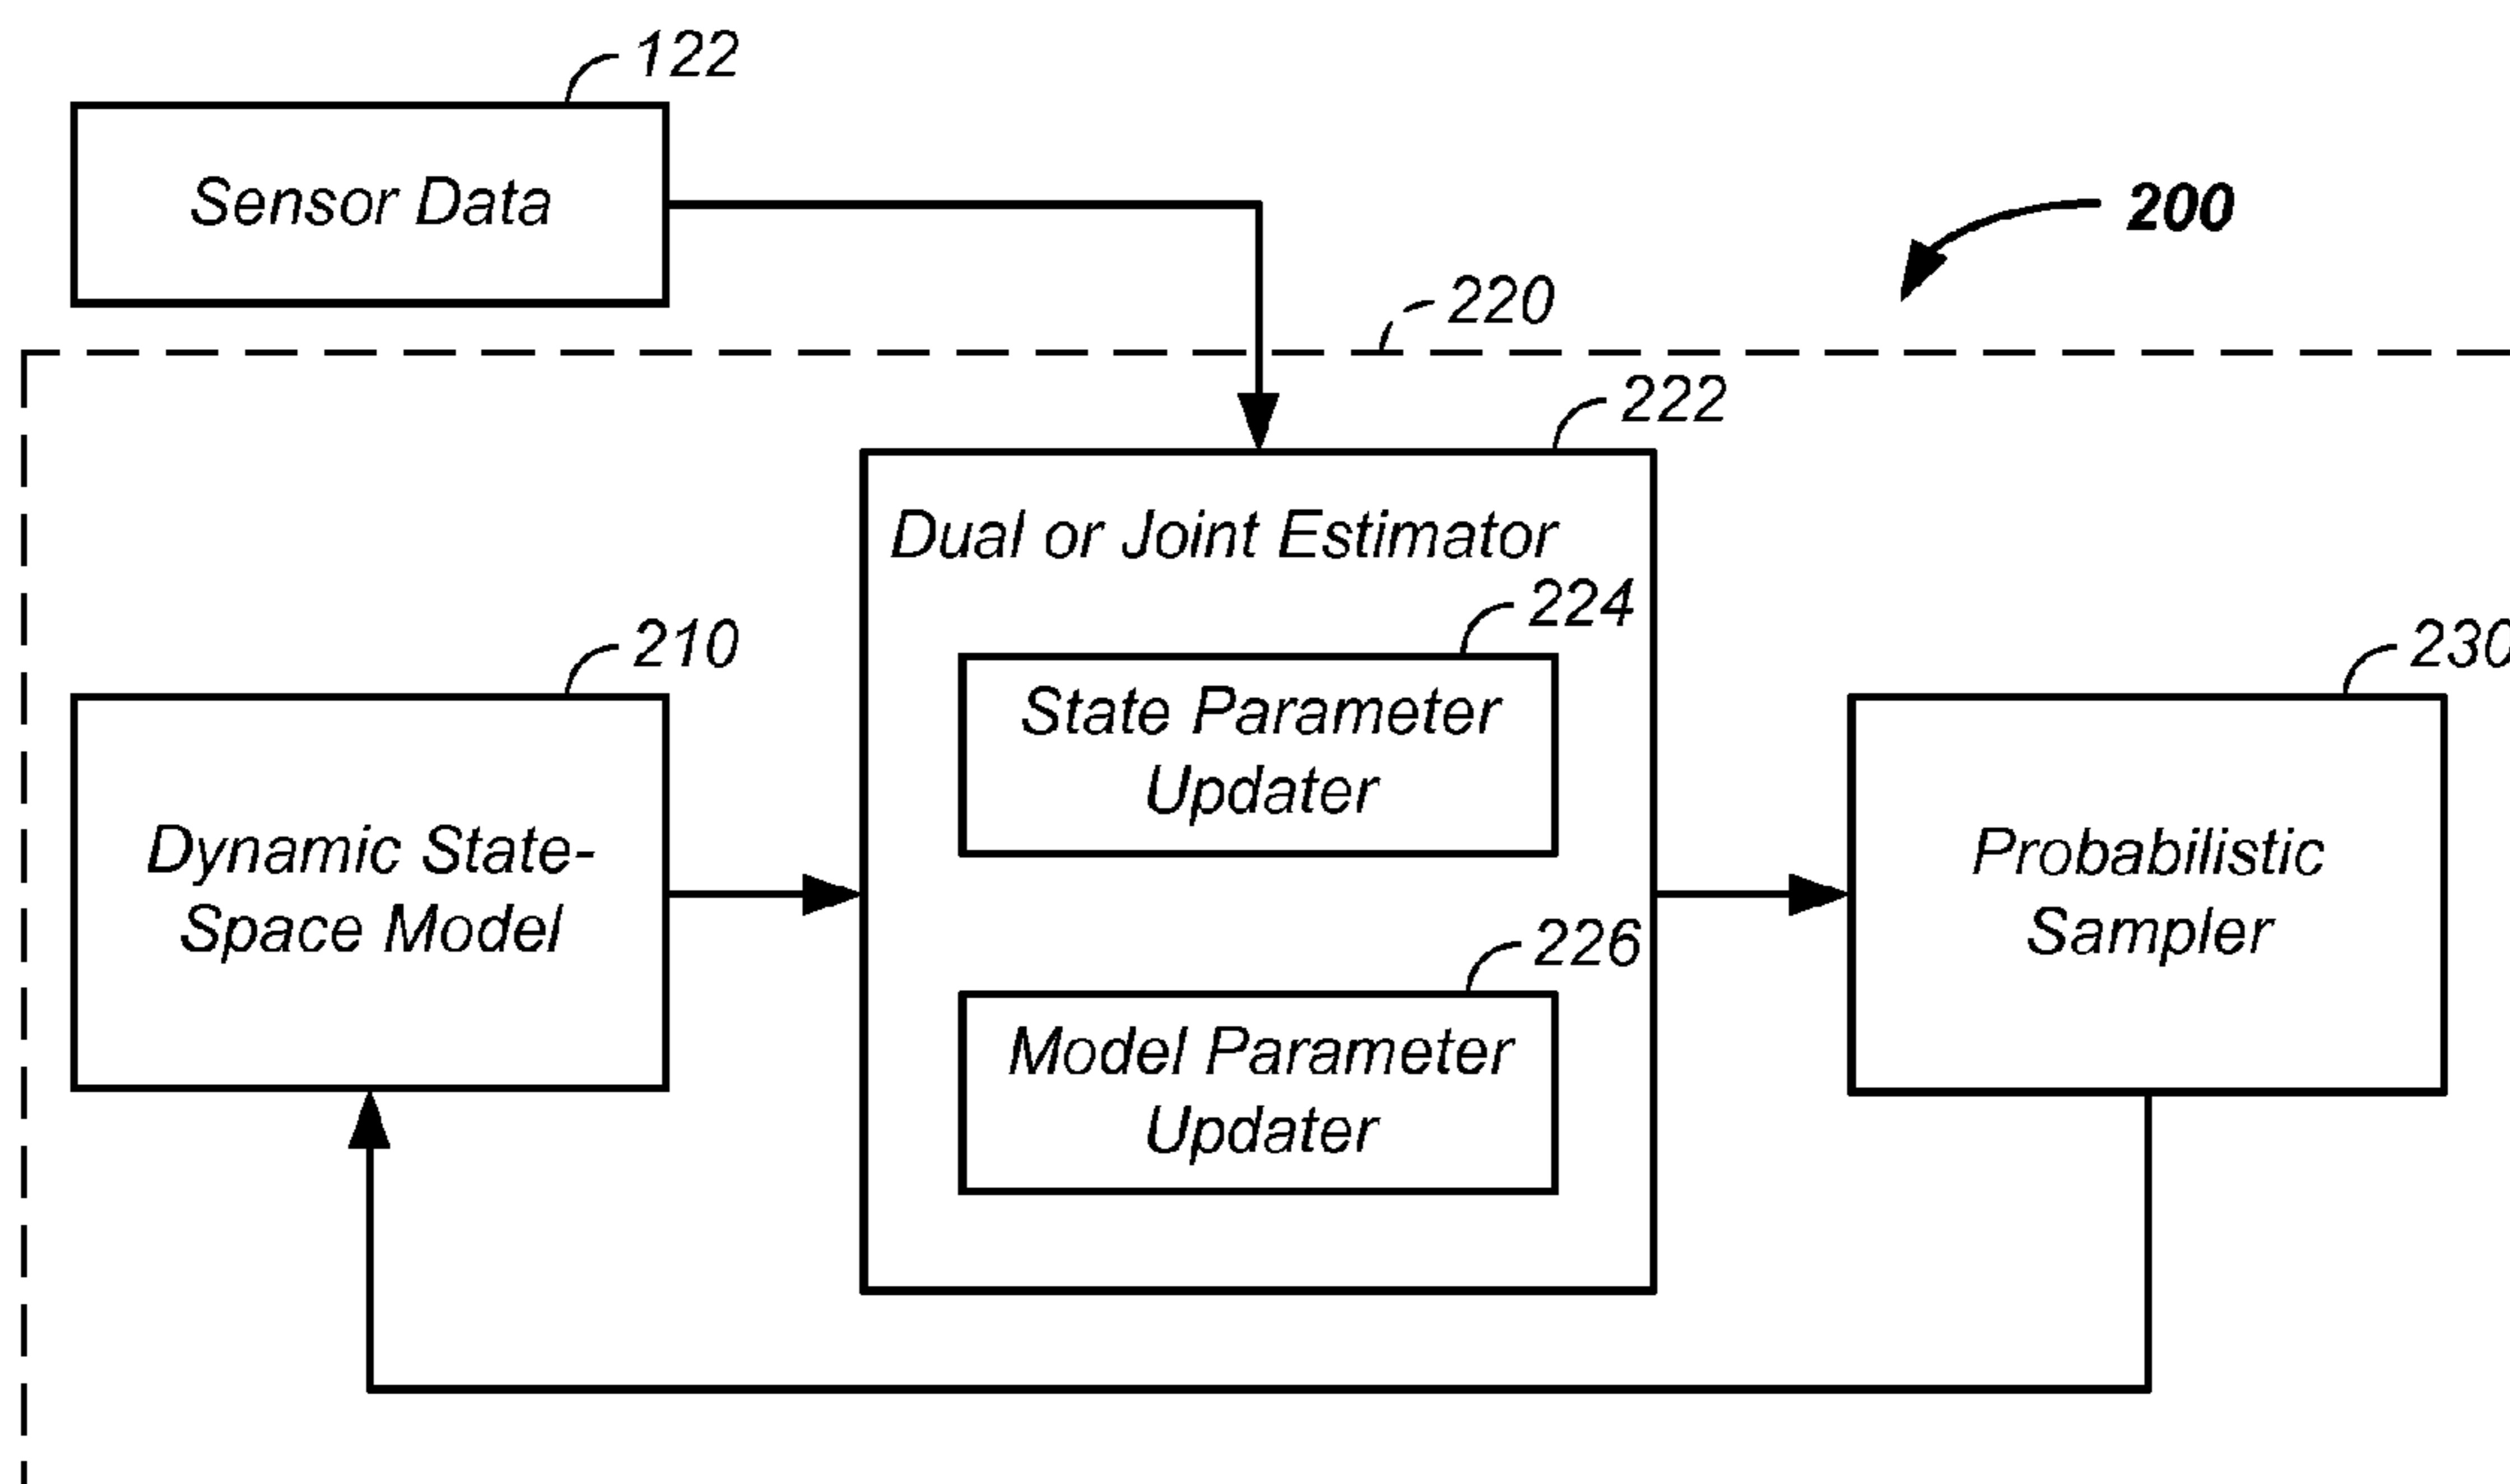 122
Sensor Data
200
220
222
Dual or Joint Estimator
224
210
230
State Parameter
Updater
Dynamic State-
Space Model
Probabilistic
Sampler
226
Model Parameter
Updater